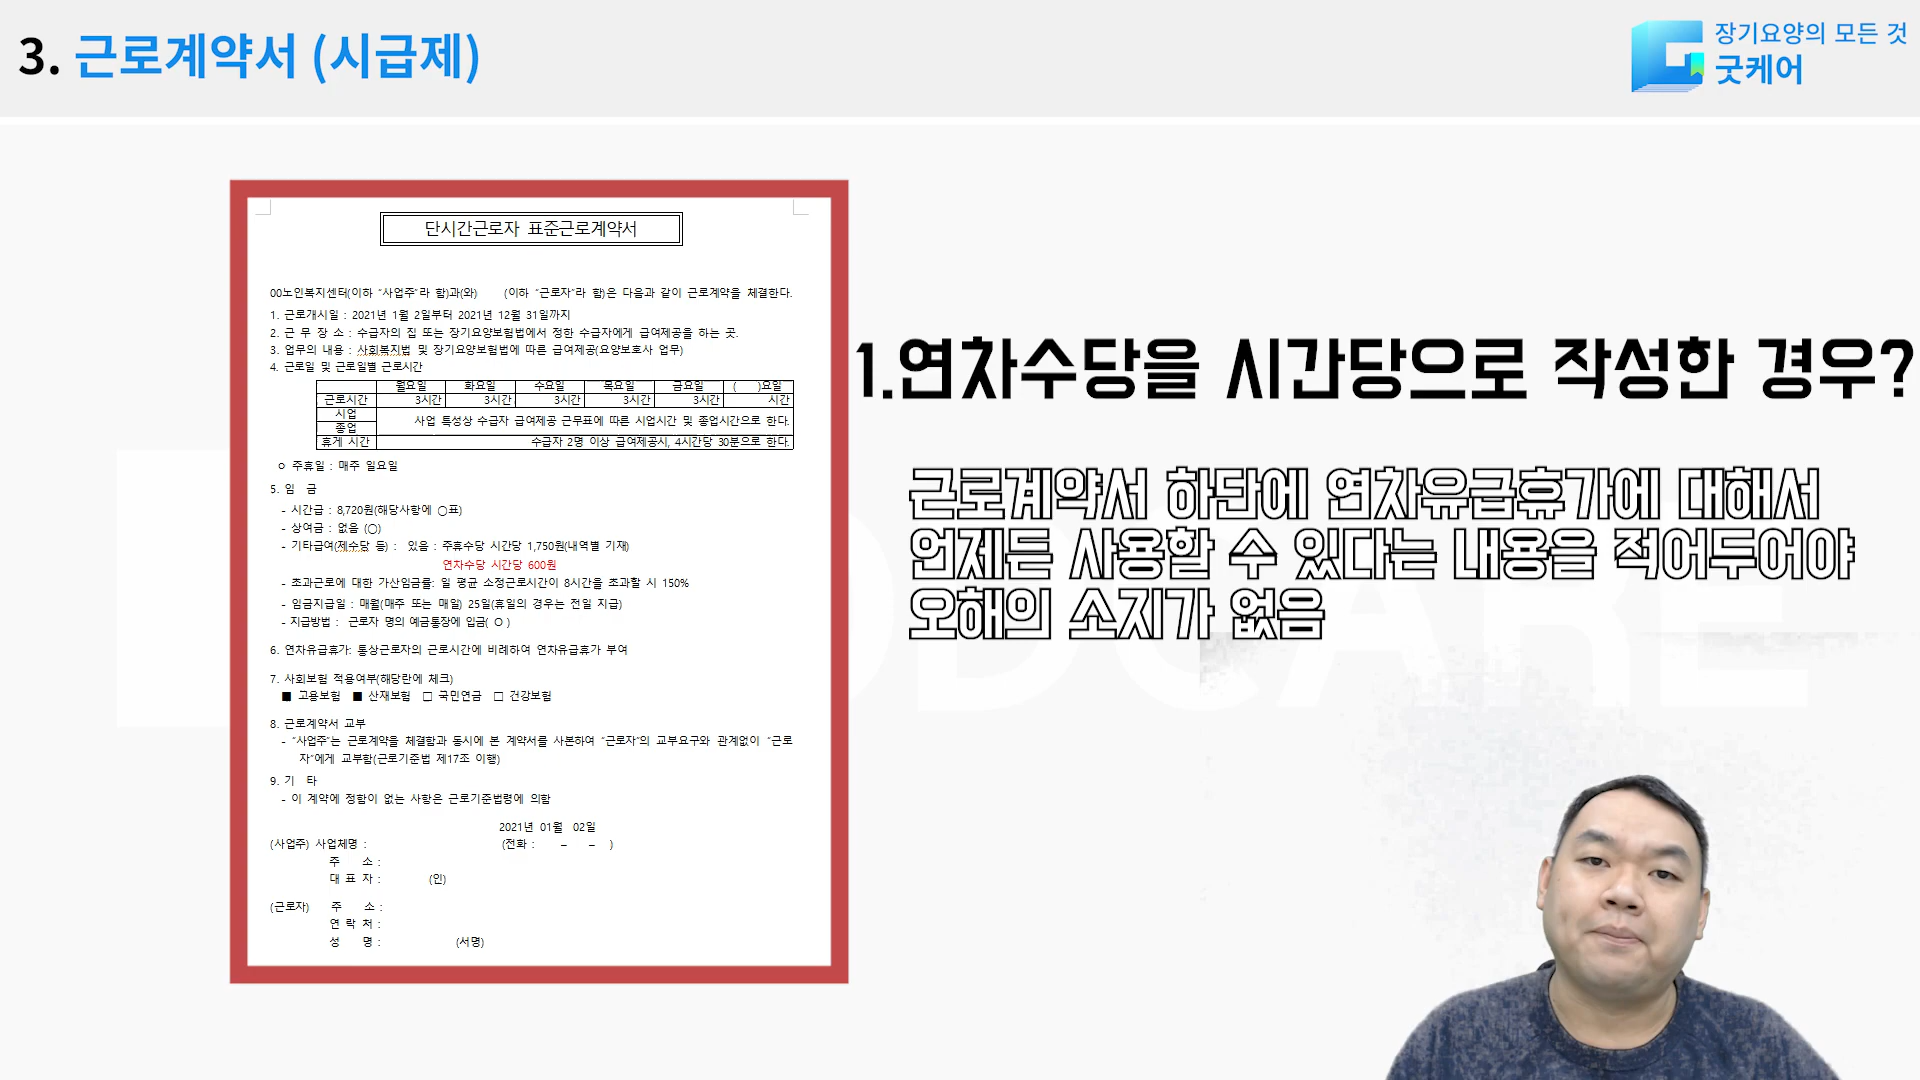 3. 근로계약서 (시급제)
장기요양의 모든 것
굿케어
단시간근로자 표준근로계약서
00노인복지센터(이하 “사업주”라 함)과(와) (이하 “근로자”라 함)은 다음과 같이 근로계약을 체결한다.
1. 근로개시일 : 2021년 1월 2일부터 2021년 12월 31일까지
2. 근 무 장 소 : 수급자의 집 또는 장기요양보험법에서 정한 수급자에게 급여제공을 하는 곳.
3. 업무의 내용 : 사회복지법 및 장기요양보험법에 따른 급여제공(요양보호사 업무)
4. 근로일 및 근로일별 근로시간
월요일 화요일 수요일 목요일 금요일 ( )요일
근로시간 3시간 3시간 3시간 3시간 3시간 시간
시업
종업
사업 특성상 수급자 급여제공 근무표에 따른 시업시간 및 종업시간으로 한다.
휴게 시간 수급자 2명 이상 급여제공시, 4시간당 30분으로 한다.
ㅇ 주휴일 : 매주 일요일
5. 임 금
- 시간급 : 8,720원(해당사항에 ○표)
- 상여금 : 없음 (○)
- 기타급여(제수당 등) : 있음 : 주휴수당 시간당 1,750원(내역별 기재)
연차수당 시간당 600원
- 초과근로에 대한 가산임금률: 일 평균 소정근로시간이 8시간을 초과할 시 150%
- 임금지급일 : 매월(매주 또는 매일) 25일(휴일의 경우는 전일 지급)
- 지급방법 : 근로자 명의 예금통장에 입금( O )
6. 연차유급휴가: 통상근로자의 근로시간에 비례하여 연차유급휴가 부여
7. 사회보험 적용여부(해당란에 체크)
■ 고용보험 ■ 산재보험 □ 국민연금 □ 건강보험
8. 근로계약서 교부
- “사업주”는 근로계약을 체결함과 동시에 본 계약서를 사본하여 “근로자”의 교부요구와 관계없이 “근로
자”에게 교부함(근로기준법 제17조 이행)
9. 기 타
- 이 계약에 정함이 없는 사항은 근로기준법령에 의함
2021년 01월 02일
(사업주) 사업체명 : (전화 : - - )
주 소 :
대 표 자 : (인)
(근로자) 주 소 :
연 락 처 :
성 명 : (서명)
1.연차수당을 시간당으로 작성한 경우?
근로계약서 하단에 연차유급휴가에 대해서
언제든 사용할 수 있다는 내용을 적어두어야
오해의 소지가 없음